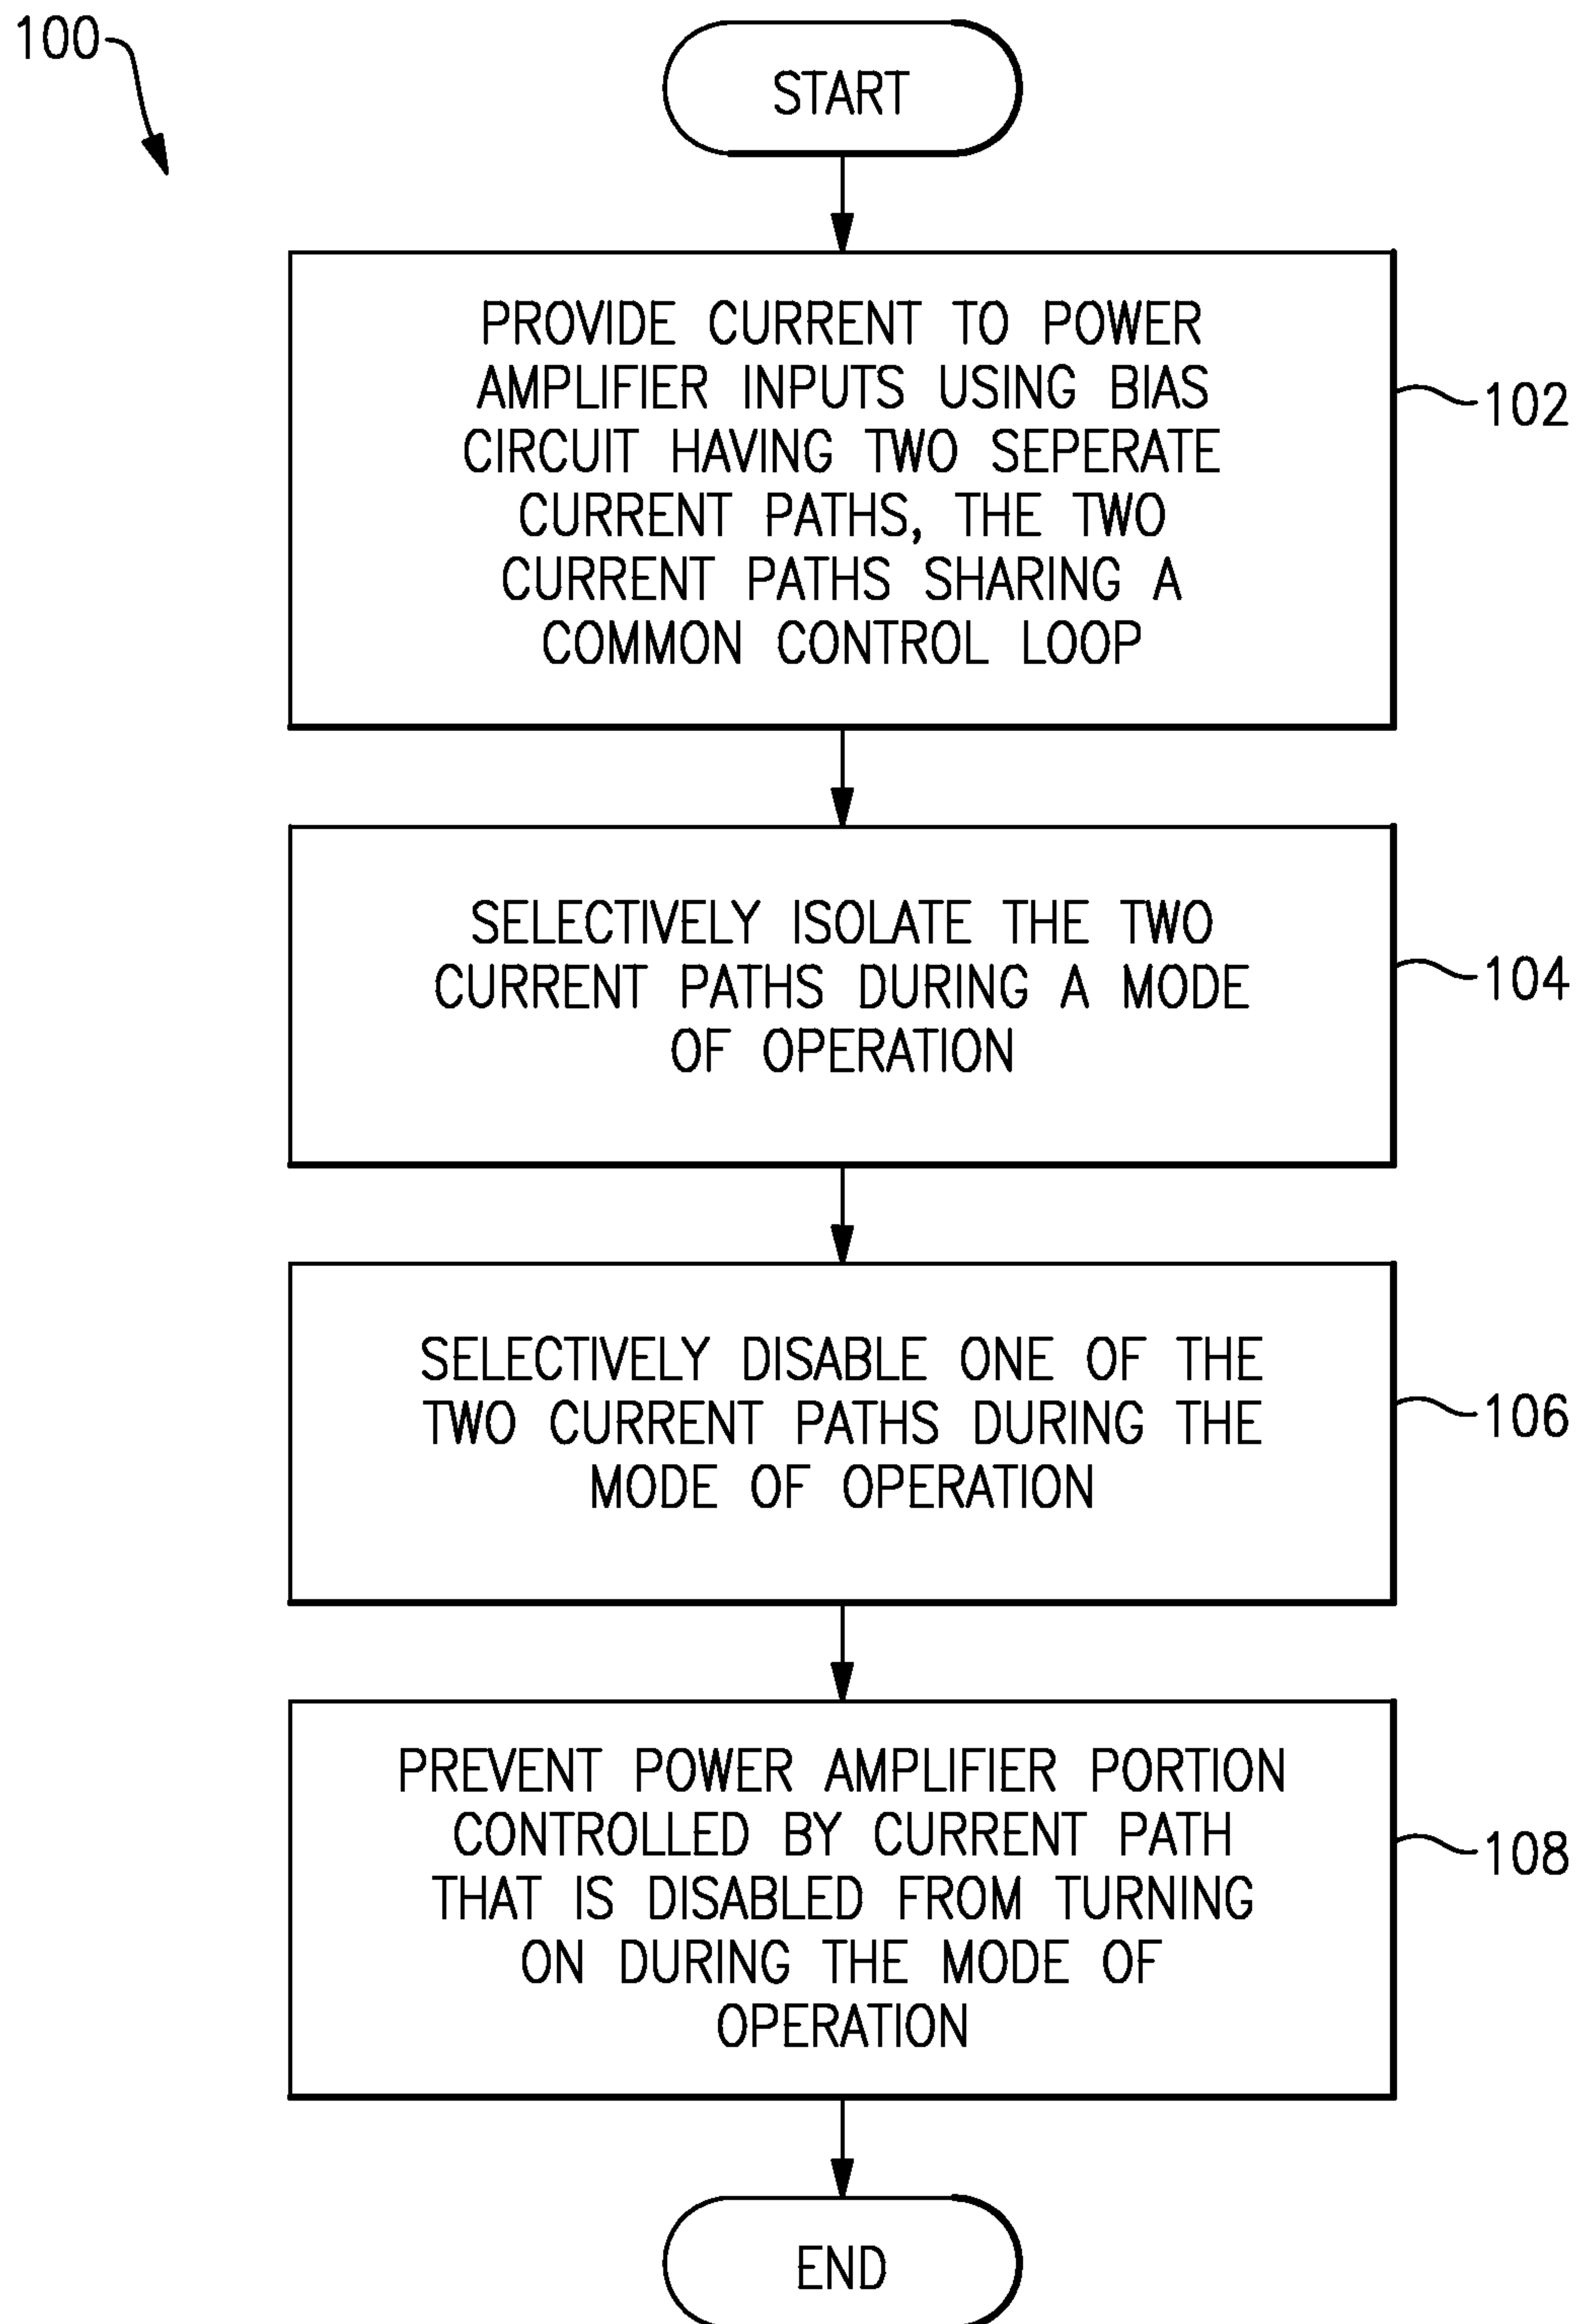 100
START
PROVIDE CURRENT TO POWER
AMPLIFIER INPUTS USING BIAS
CIRCUIT HAVING TWO SEPERATE
CURRENT PATHS, THE TWO
CURRENT PATHS SHARING A
COMMON CONTROL LOOP
102
SELECTIVELY ISOLATE THE TWO
CURRENT PATHS DURING A MODE
OF OPERATION
104
SELECTIVELY DISABLE ONE OF THE
TWO CURRENT PATHS DURING THE
MODE OF OPERATION
106
PREVENT POWER AMPLIFIER PORTION
CONTROLLED BY CURRENT PATH
THAT IS DISABLED FROM TURNING
ON DURING THE MODE OF
OPERATION
108
END